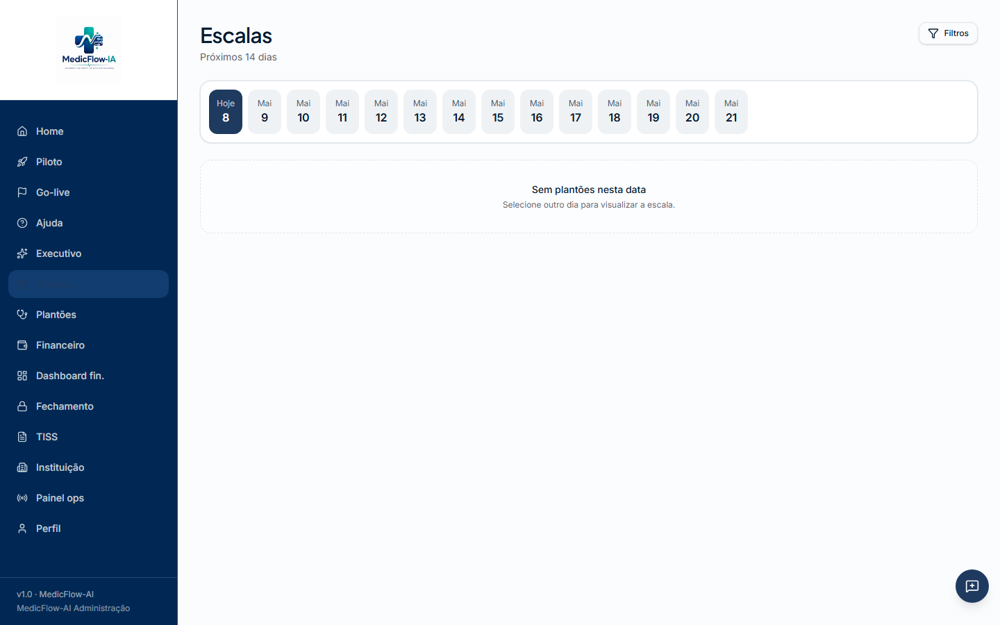 MedicFlow-IA
Home
Piloto
Go-live
Ajuda
Executivo
Plantões
Financeiro
Dashboard fin.
Fechamento
TISS
Instituição
Painel ops
Perfil
v1.0 · MedicFlow-AI
MedicFlow-AI Administração
Escalas
Próximos 14 dias
Filtros
Hoje
8
Mai
9
Mai
10
Mai
11
Mai
12
Mai
13
Mai
14
Mai
15
Mai
16
Mai
17
Mai
18
Mai
19
Mai
20
Mai
21
Sem plantões nesta data
Selecione outro dia para visualizar a escala.